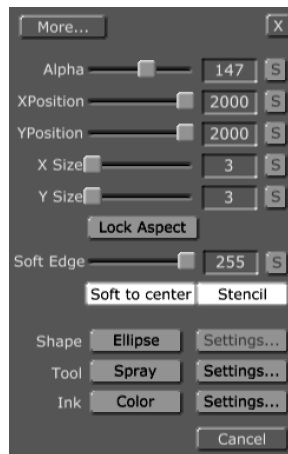 More... X
Alpha 147 S
XPosition 2000 S
YPosition 2000 S
X Size 3 S
Y Size 3 S
Lock Aspect
Soft Edge 255 S
Soft to center Stencil
Shape Ellipse Settings...
Tool Spray Settings...
Ink Color Settings...
Cancel